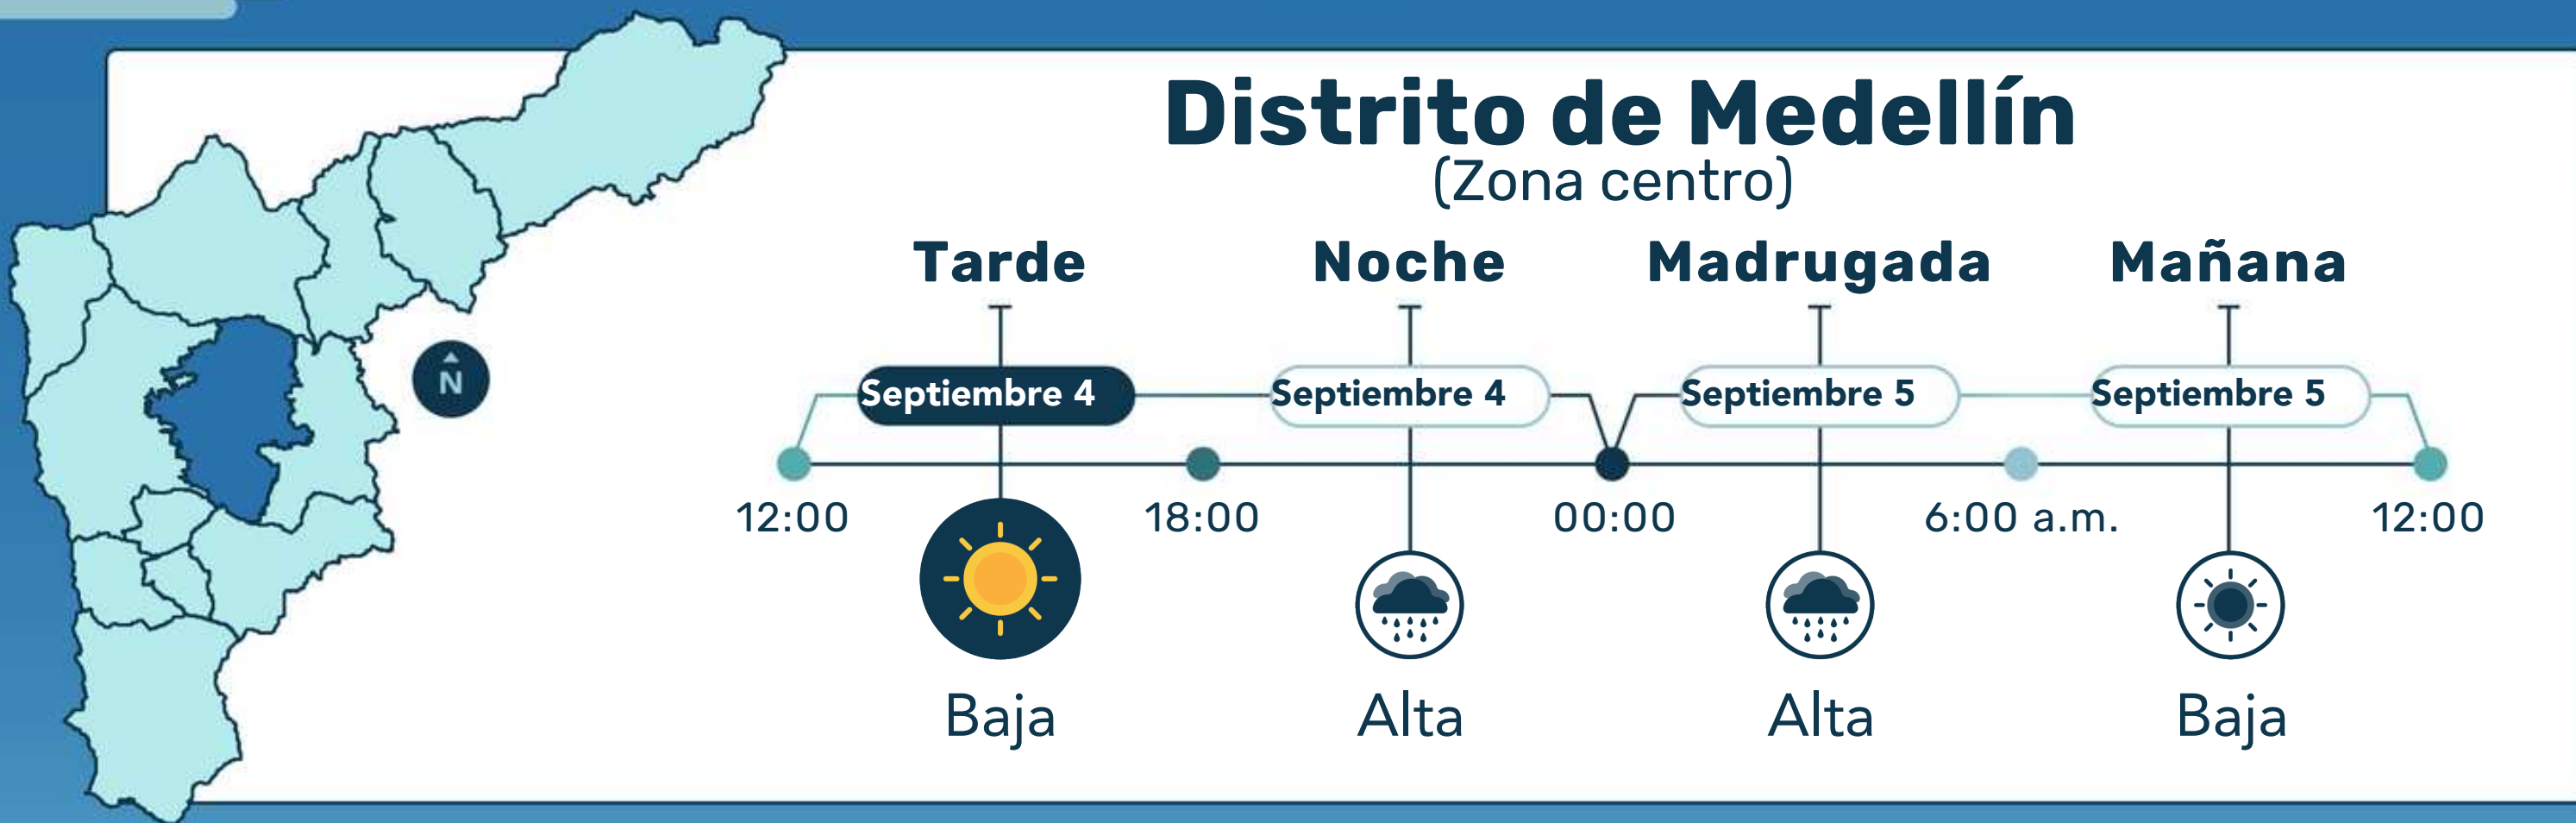 Distrito de Medellín
(Zona centro)
Tarde Noche Madrugada Mañana
Septiembre 4 Septiembre 4 Septiembre 5 Septiembre 5
N
12:00 18:00 00:00 6:00 a.m. 12:00
Baja Alta Alta Baja